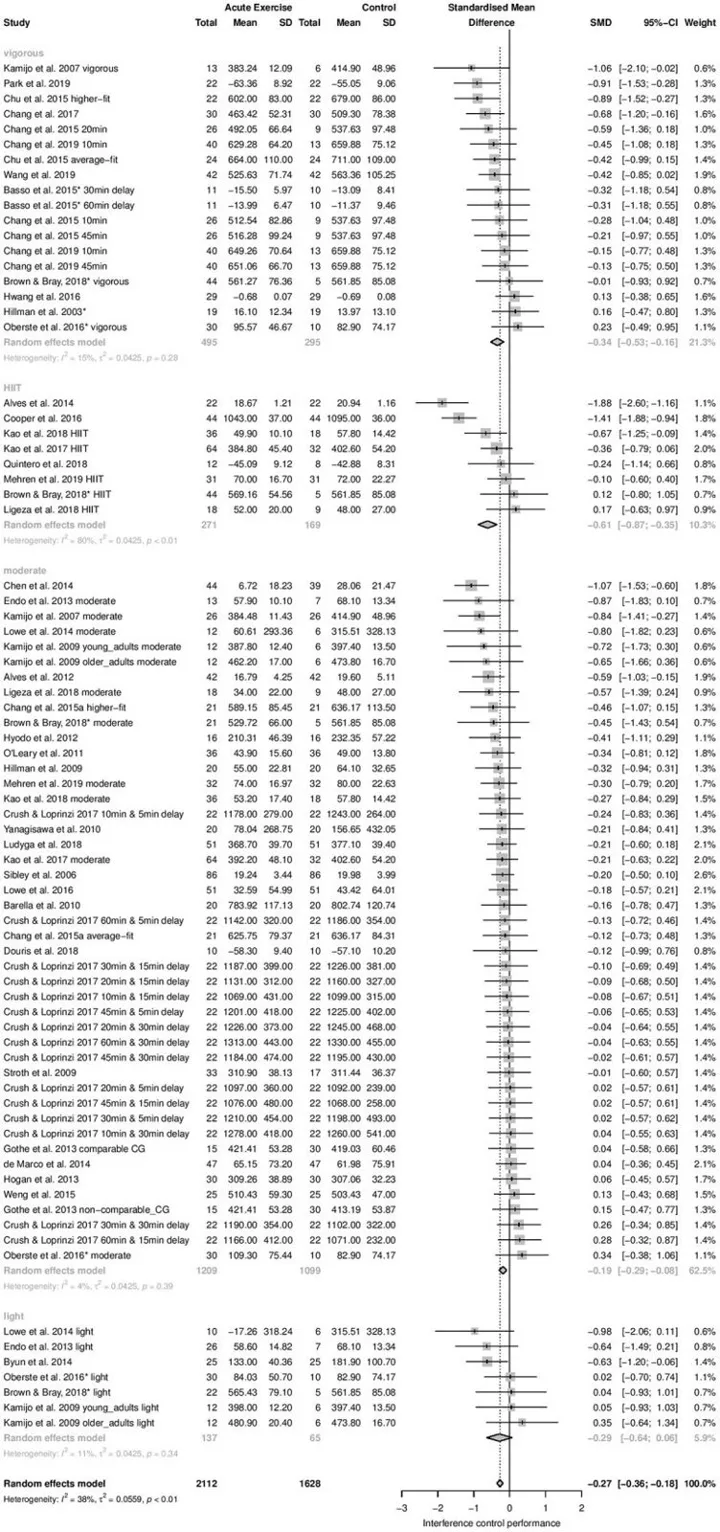 Acute Exercise Control Standardised Mean
Study Total Mean SD Total Mean SD Difference SMD 95%-CI Weight
vigorous
Kamijo et al. 2007 vigorous 13 383.24 12.09 6 414.90 48.96 -1.06 [-2.10; -0.02] 0.6%
Park et al. 2019 22 -63.36 8.92 22 -55.05 9.06 -0.91 [-1.53; -0.28] 1.3%
Chu et al. 2015 higher-fit 22 602.00 83.00 22 679.00 86.00 -0.89 [-1.52; -0.27] 1.3%
Chang et al. 2017 30 463.42 52.31 30 509.30 78.38 -0.68 [-1.20; -0.16] 1.6%
Chang et al. 2015 20min 26 492.05 66.64 9 537.63 97.48 -0.59 [-1.36; 0.18] 1.0%
Chang et al. 2019 10min 40 629.28 64.20 13 659.88 75.12 -0.45 [-1.08; 0.18] 1.3%
Chu et al. 2015 average-fit 24 664.00 110.00 24 711.00 109.00 -0.42 [-0.99; 0.15] 1.4%
Wang et al. 2019 42 525.63 71.74 42 563.36 105.25 -0.42 [-0.85; 0.02] 1.9%
Basso et al. 2015* 30min delay 11 -15.50 5.97 10 -13.09 8.41 -0.32 [-1.18; 0.54] 0.8%
Basso et al. 2015* 60min delay 11 -13.99 6.47 10 -11.37 9.46 -0.31 [-1.18; 0.55] 0.8%
Chang et al. 2015 10min 26 512.54 82.86 9 537.63 97.48 -0.28 [-1.04; 0.48] 1.0%
Chang et al. 2015 45min 26 516.28 99.24 9 537.63 97.48 -0.21 [-0.97; 0.55] 1.0%
Chang et al. 2019 10min 40 649.26 70.64 13 659.88 75.12 -0.15 [-0.77; 0.48] 1.3%
Chang et al. 2019 45min 40 651.06 66.70 13 659.88 75.12 -0.13 [-0.75; 0.50] 1.3%
Brown & Bray, 2018* vigorous 44 561.27 76.36 5 561.85 85.08 -0.01 [-0.93; 0.92] 0.7%
Hwang et al. 2016 29 -0.68 0.07 29 -0.69 0.08 0.13 [-0.38; 0.65] 1.6%
Hillman et al. 2003* 19 16.10 12.34 19 13.97 13.10 0.16 [-0.47; 0.80] 1.3%
Oberste et al. 2016* vigorous 30 95.57 46.67 10 82.90 74.17 0.23 [-0.49; 0.95] 1.1%
Random effects model 495 295 -0.34 [-0.53; -0.16] 21.3%
Heterogeneity: I² = 15%, τ² = 0.0425, p = 0.28
HIIT
Alves et al. 2014 22 18.67 1.21 22 20.94 1.16 -1.88 [-2.60; -1.16] 1.1%
Cooper et al. 2016 44 1043.00 37.00 44 1095.00 36.00 -1.41 [-1.88; -0.94] 1.8%
Kao et al. 2018 HIIT 36 49.90 10.10 18 57.80 14.42 -0.67 [-1.25; -0.09] 1.4%
Kao et al. 2017 HIIT 64 384.80 45.40 32 402.60 54.20 -0.36 [-0.79; 0.06] 2.0%
Quintero et al. 2018 12 -45.09 9.12 8 -42.88 8.31 -0.24 [-1.14; 0.66] 0.8%
Mehren et al. 2019 HIIT 31 70.00 16.70 31 72.00 22.27 -0.10 [-0.60; 0.40] 1.7%
Brown & Bray, 2018* HIIT 44 569.16 54.56 5 561.85 85.08 0.12 [-0.80; 1.05] 0.7%
Ligeza et al. 2018 HIIT 18 52.00 20.00 9 48.00 27.00 0.17 [-0.63; 0.97] 0.9%
Random effects model 271 169 -0.61 [-0.87; -0.35] 10.3%
Heterogeneity: I² = 80%, τ² = 0.0425, p < 0.01
moderate
Chen et al. 2014 44 6.72 18.23 39 28.06 21.47 -1.07 [-1.53; -0.60] 1.8%
Endo et al. 2013 moderate 13 57.90 10.10 7 68.10 13.34 -0.87 [-1.83; 0.10] 0.7%
Kamijo et al. 2007 moderate 26 384.48 11.43 26 414.90 48.96 -0.84 [-1.41; -0.27] 1.4%
Lowe et al. 2014 moderate 12 60.61 293.36 6 315.51 328.13 -0.80 [-1.82; 0.23] 0.6%
Kamijo et al. 2009 young_adults moderate 12 387.80 12.40 6 397.40 13.50 -0.72 [-1.73; 0.30] 0.6%
Kamijo et al. 2009 older_adults moderate 12 462.20 17.00 6 473.80 16.70 -0.65 [-1.66; 0.36] 0.6%
Alves et al. 2012 42 16.79 4.25 42 19.60 5.11 -0.59 [-1.03; -0.15] 1.9%
Ligeza et al. 2018 moderate 18 34.00 22.00 9 48.00 27.00 -0.57 [-1.39; 0.24] 0.9%
Chang et al. 2015a higher-fit 21 589.15 85.45 21 636.17 113.50 -0.46 [-1.07; 0.15] 1.3%
Brown & Bray, 2018* moderate 21 529.72 66.00 5 561.85 85.08 -0.45 [-1.43; 0.54] 0.7%
Hyodo et al. 2012 16 210.31 46.39 16 232.35 57.22 -0.41 [-1.11; 0.29] 1.1%
O'Leary et al. 2011 36 43.90 15.60 36 49.00 13.80 -0.34 [-0.81; 0.12] 1.8%
Hillman et al. 2009 20 55.00 22.81 20 64.10 32.65 -0.32 [-0.94; 0.31] 1.3%
Mehren et al. 2019 moderate 32 74.00 16.97 32 80.00 22.63 -0.30 [-0.79; 0.20] 1.7%
Kao et al. 2018 moderate 36 53.20 17.40 18 57.80 14.42 -0.27 [-0.84; 0.29] 1.4%
Crush & Loprinzi 2017 10min & 5min delay 22 1178.00 279.00 22 1243.00 264.00 -0.24 [-0.83; 0.36] 1.4%
Yanagisawa et al. 2010 20 78.04 268.75 20 156.65 432.05 -0.21 [-0.84; 0.41] 1.3%
Ludyga et al. 2018 51 368.70 39.70 51 377.10 39.40 -0.21 [-0.60; 0.18] 2.1%
Kao et al. 2017 moderate 64 392.20 48.10 32 402.60 54.20 -0.21 [-0.63; 0.22] 2.0%
Sibley et al. 2006 86 19.24 3.44 86 19.98 3.99 -0.20 [-0.50; 0.10] 2.5%
Lowe et al. 2016 51 32.59 54.99 51 43.42 64.01 -0.18 [-0.57; 0.21] 2.1%
Barella et al. 2010 20 783.92 117.13 20 802.74 120.74 -0.16 [-0.78; 0.47] 1.3%
Crush & Loprinzi 2017 60min & 5min delay 22 1142.00 320.00 22 1186.00 354.00 -0.13 [-0.72; 0.46] 1.4%
Chang et al. 2015a average-fit 21 625.75 79.37 21 636.17 84.31 -0.12 [-0.73; 0.48] 1.4%
Douris et al. 2018 10 -58.30 9.40 10 -57.10 10.20 -0.12 [-0.99; 0.76] 0.8%
Crush & Loprinzi 2017 30min & 15min delay 22 1187.00 399.00 22 1226.00 381.00 -0.10 [-0.69; 0.49] 1.4%
Crush & Loprinzi 2017 20min & 15min delay 22 1131.00 312.00 22 1160.00 327.00 -0.09 [-0.68; 0.50] 1.4%
Crush & Loprinzi 2017 10min & 15min delay 22 1069.00 431.00 22 1099.00 315.00 -0.08 [-0.67; 0.51] 1.4%
Crush & Loprinzi 2017 45min & 5min delay 22 1201.00 418.00 22 1225.00 402.00 -0.06 [-0.65; 0.53] 1.4%
Crush & Loprinzi 2017 20min & 30min delay 22 1226.00 373.00 22 1245.00 468.00 -0.04 [-0.64; 0.55] 1.4%
Crush & Loprinzi 2017 60min & 30min delay 22 1313.00 443.00 22 1330.00 455.00 -0.04 [-0.63; 0.55] 1.4%
Crush & Loprinzi 2017 45min & 30min delay 22 1184.00 474.00 22 1195.00 430.00 -0.02 [-0.61; 0.57] 1.4%
Stroth et al. 2009 33 310.90 38.13 17 311.44 36.37 -0.01 [-0.60; 0.57] 1.4%
Crush & Loprinzi 2017 20min & 5min delay 22 1097.00 360.00 22 1092.00 239.00 0.02 [-0.57; 0.61] 1.4%
Crush & Loprinzi 2017 45min & 15min delay 22 1076.00 480.00 22 1068.00 258.00 0.02 [-0.57; 0.61] 1.4%
Crush & Loprinzi 2017 30min & 5min delay 22 1210.00 454.00 22 1198.00 493.00 0.02 [-0.57; 0.62] 1.4%
Crush & Loprinzi 2017 10min & 30min delay 22 1278.00 418.00 22 1260.00 541.00 0.04 [-0.55; 0.63] 1.4%
Gothe et al. 2013 comparable CG 15 421.41 53.28 30 419.03 60.46 0.04 [-0.58; 0.66] 1.3%
de Marco et al. 2014 47 65.15 73.20 47 61.98 75.91 0.04 [-0.36; 0.45] 2.1%
Hogan et al. 2013 30 309.26 38.89 30 307.06 32.23 0.06 [-0.45; 0.57] 1.6%
Weng et al. 2015 25 510.43 59.30 25 503.43 47.00 0.13 [-0.43; 0.68] 1.5%
Gothe et al. 2013 non-comparable_CG 15 421.41 53.28 30 413.19 53.87 0.15 [-0.47; 0.77] 1.3%
Crush & Loprinzi 2017 30min & 30min delay 22 1190.00 354.00 22 1102.00 322.00 0.26 [-0.34; 0.85] 1.4%
Crush & Loprinzi 2017 60min & 15min delay 22 1166.00 412.00 22 1071.00 232.00 0.28 [-0.32; 0.87] 1.4%
Oberste et al. 2016* moderate 30 109.30 75.44 10 82.90 74.17 0.34 [-0.38; 1.06] 1.1%
Random effects model 1209 1099 -0.19 [-0.29; -0.08] 62.5%
Heterogeneity: I² = 4%, τ² = 0.0425, p = 0.39
light
Lowe et al. 2014 light 10 -17.26 318.24 6 315.51 328.13 -0.98 [-2.06; 0.11] 0.6%
Endo et al. 2013 light 26 58.60 14.82 7 68.10 13.34 -0.64 [-1.49; 0.21] 0.8%
Byun et al. 2014 25 133.00 40.36 25 181.90 100.70 -0.63 [-1.20; -0.06] 1.4%
Oberste et al. 2016* light 30 84.03 50.70 10 82.90 74.17 0.02 [-0.70; 0.74] 1.1%
Brown & Bray, 2018* light 22 565.43 79.10 5 561.85 85.08 0.04 [-0.93; 1.01] 0.7%
Kamijo et al. 2009 young_adults light 12 398.00 12.20 6 397.40 13.50 0.05 [-0.93; 1.03] 0.7%
Kamijo et al. 2009 older_adults light 12 480.90 20.40 6 473.80 16.70 0.35 [-0.64; 1.34] 0.7%
Random effects model 137 65 -0.29 [-0.64; 0.06] 5.9%
Heterogeneity: I² = 11%, τ² = 0.0425, p = 0.34
Random effects model 2112 1628 -0.27 [-0.36; -0.18] 100.0%
Heterogeneity: I² = 38%, τ² = 0.0559, p < 0.01
-3 -2 -1 0 1 2
Interference control performance